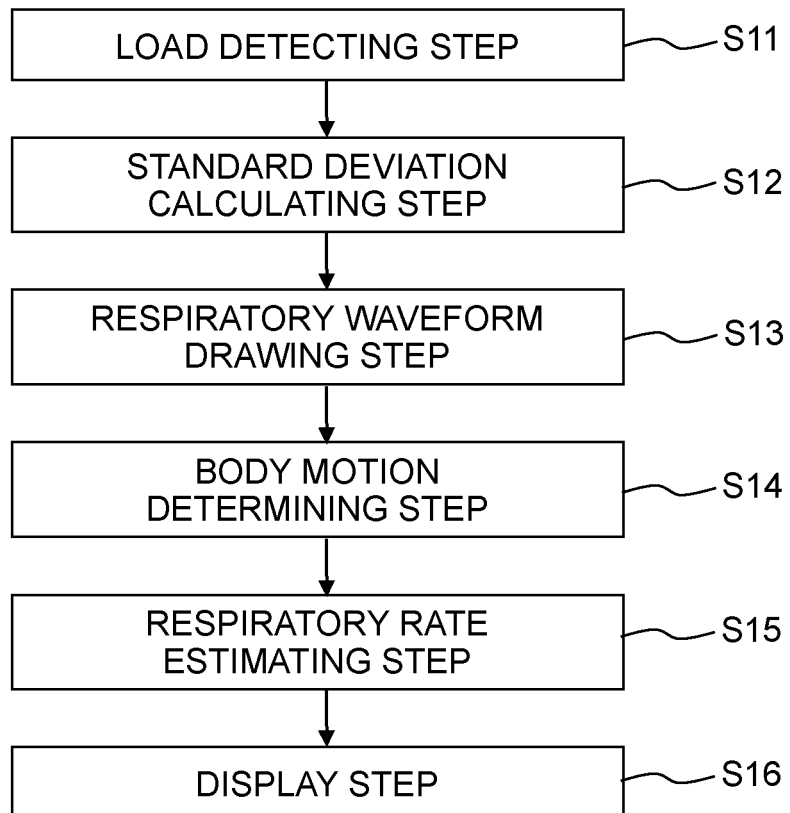 LOAD DETECTING STEP
S11
STANDARD DEVIATION
CALCULATING STEP
S12
RESPIRATORY WAVEFORM
DRAWING STEP
S13
BODY MOTION
DETERMINING STEP
S14
RESPIRATORY RATE
ESTIMATING STEP
S15
DISPLAY STEP
S16